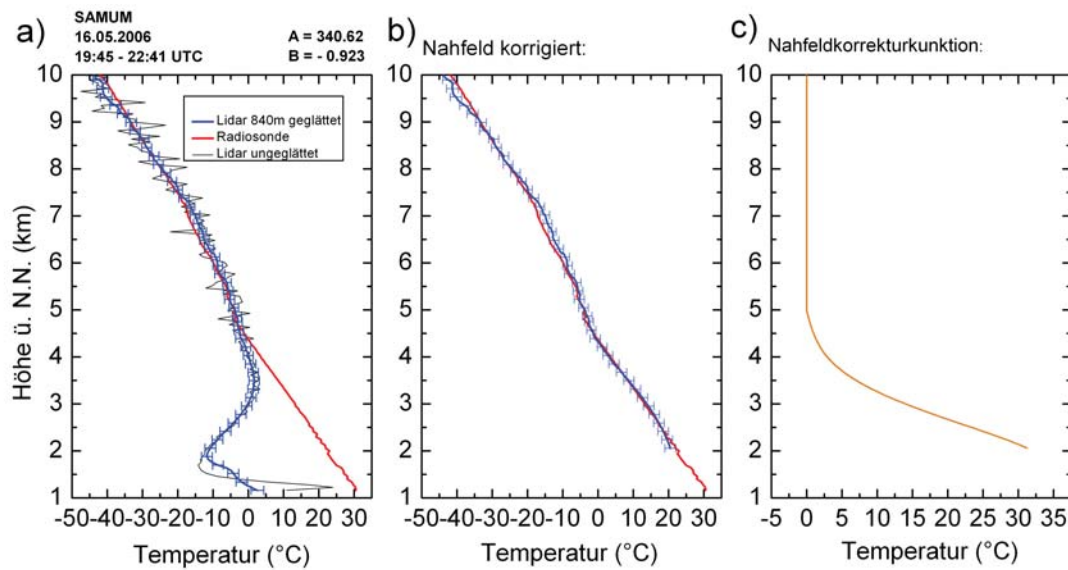 a)
SAMUM
16.05.2006 A = 340.62
19:45 - 22:41 UTC B = - 0.923
Lidar 840m geglättet
Radiosonde
Lidar ungeglättet
Höhe ü. N.N. (km)
10
9
8
7
6
5
4
3
2
1
-50 -40 -30 -20 -10 0 10 20 30
Temperatur (°C)
b)
Nahfeld korrigiert:
10
9
8
7
6
5
4
3
2
1
-50 -40 -30 -20 -10 0 10 20 30
Temperatur (°C)
c)
Nahfeldkorrekturkunktion:
10
9
8
7
6
5
4
3
2
1
-5 0 5 10 15 20 25 30 35
Temperatur (°C)